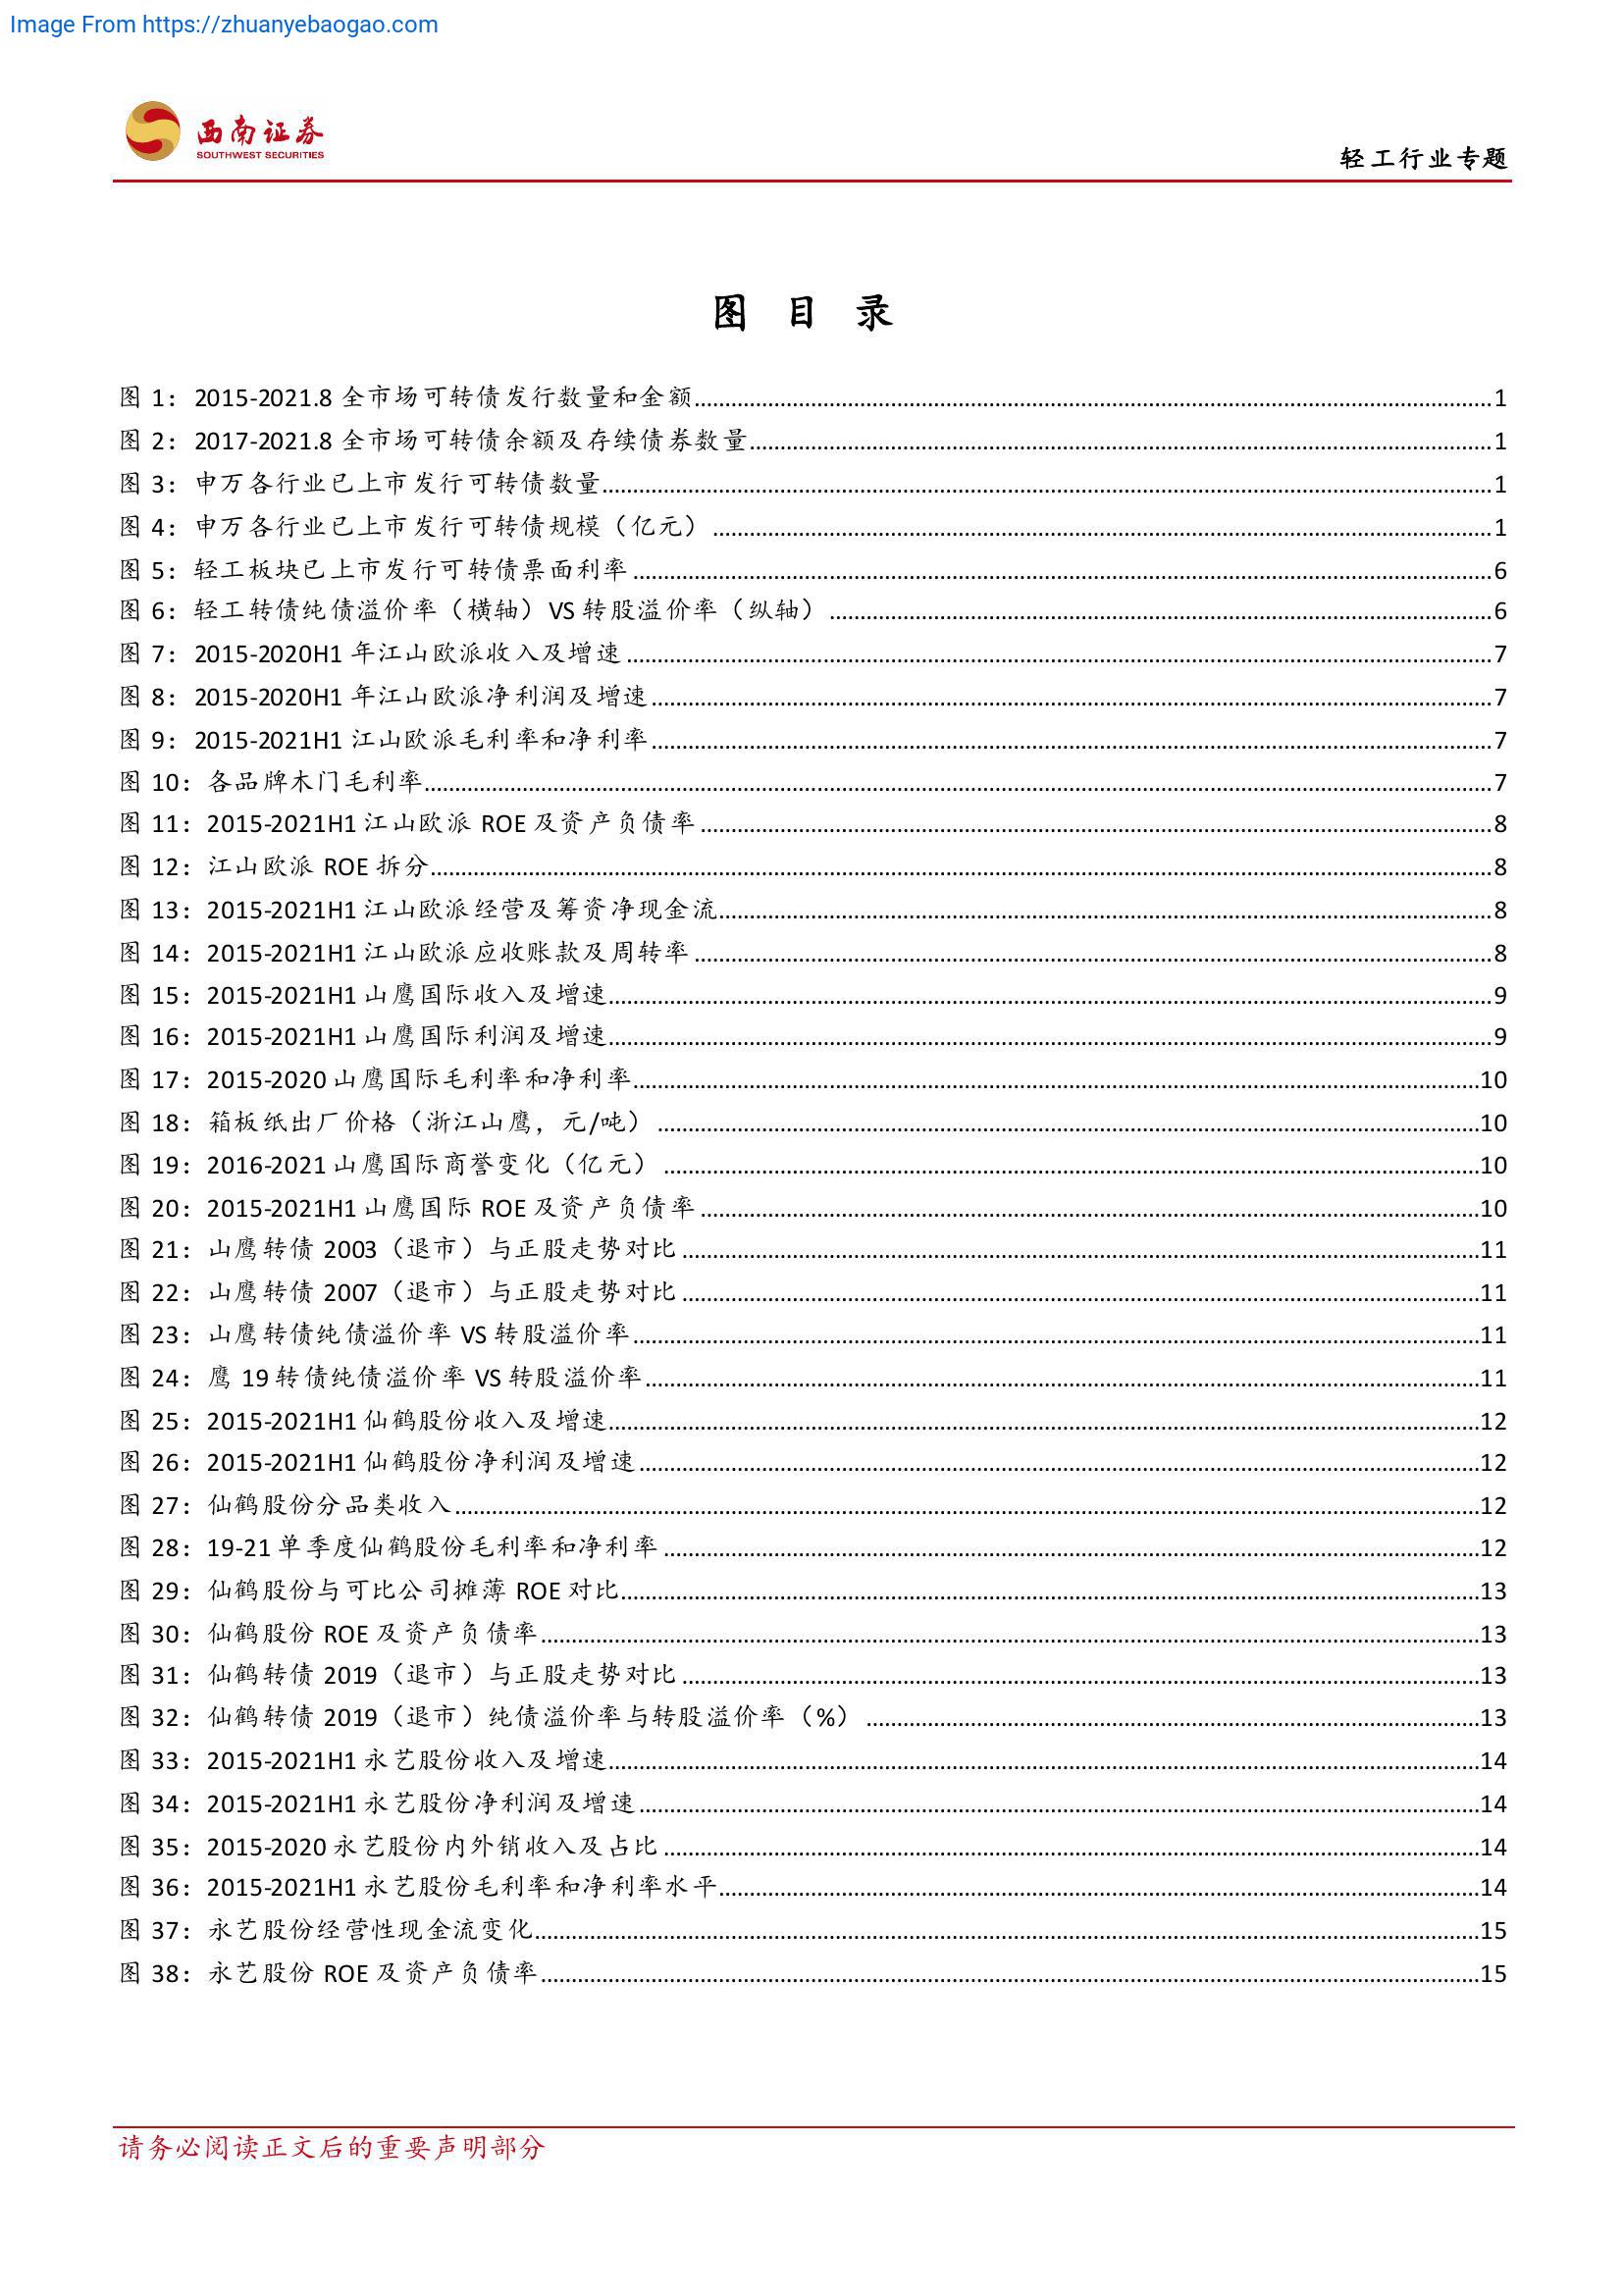 Image From https://zhuanyebaogao.com
西南证券
SOUTHWEST SECURITIES
轻工行业专题
图 目 录
图 1：2015-2021.8 全市场可转债发行数量和金额........1
图 2：2017-2021.8 全市场可转债余额及存续债券数量........1
图 3：申万各行业已上市发行可转债数量........1
图 4：申万各行业已上市发行可转债规模（亿元）........1
图 5：轻工板块已上市发行可转债票面利率........6
图 6：轻工转债纯债溢价率（横轴）VS 转股溢价率（纵轴）........6
图 7：2015-2020H1 年江山欧派收入及增速........7
图 8：2015-2020H1 年江山欧派净利润及增速........7
图 9：2015-2021H1 江山欧派毛利率和净利率........7
图 10：各品牌木门毛利率........7
图 11：2015-2021H1 江山欧派 ROE 及资产负债率........8
图 12：江山欧派 ROE 拆分........8
图 13：2015-2021H1 江山欧派经营及筹资净现金流........8
图 14：2015-2021H1 江山欧派应收账款及周转率........8
图 15：2015-2021H1 山鹰国际收入及增速........9
图 16：2015-2021H1 山鹰国际利润及增速........9
图 17：2015-2020 山鹰国际毛利率和净利率........10
图 18：箱板纸出厂价格（浙江山鹰，元/吨）........10
图 19：2016-2021 山鹰国际商誉变化（亿元）........10
图 20：2015-2021H1 山鹰国际 ROE 及资产负债率........10
图 21：山鹰转债 2003（退市）与正股走势对比........11
图 22：山鹰转债 2007（退市）与正股走势对比........11
图 23：山鹰转债纯债溢价率 VS 转股溢价率........11
图 24：鹰 19 转债纯债溢价率 VS 转股溢价率........11
图 25：2015-2021H1 仙鹤股份收入及增速........12
图 26：2015-2021H1 仙鹤股份净利润及增速........12
图 27：仙鹤股份分品类收入........12
图 28：19-21 单季度仙鹤股份毛利率和净利率........12
图 29：仙鹤股份与可比公司摊薄 ROE 对比........13
图 30：仙鹤股份 ROE 及资产负债率........13
图 31：仙鹤转债 2019（退市）与正股走势对比........13
图 32：仙鹤转债 2019（退市）纯债溢价率与转股溢价率（%）........13
图 33：2015-2021H1 永艺股份收入及增速........14
图 34：2015-2021H1 永艺股份净利润及增速........14
图 35：2015-2020 永艺股份内外销收入及占比........14
图 36：2015-2021H1 永艺股份毛利率和净利率水平........14
图 37：永艺股份经营性现金流变化........15
图 38：永艺股份 ROE 及资产负债率........15
请务必阅读正文后的重要声明部分